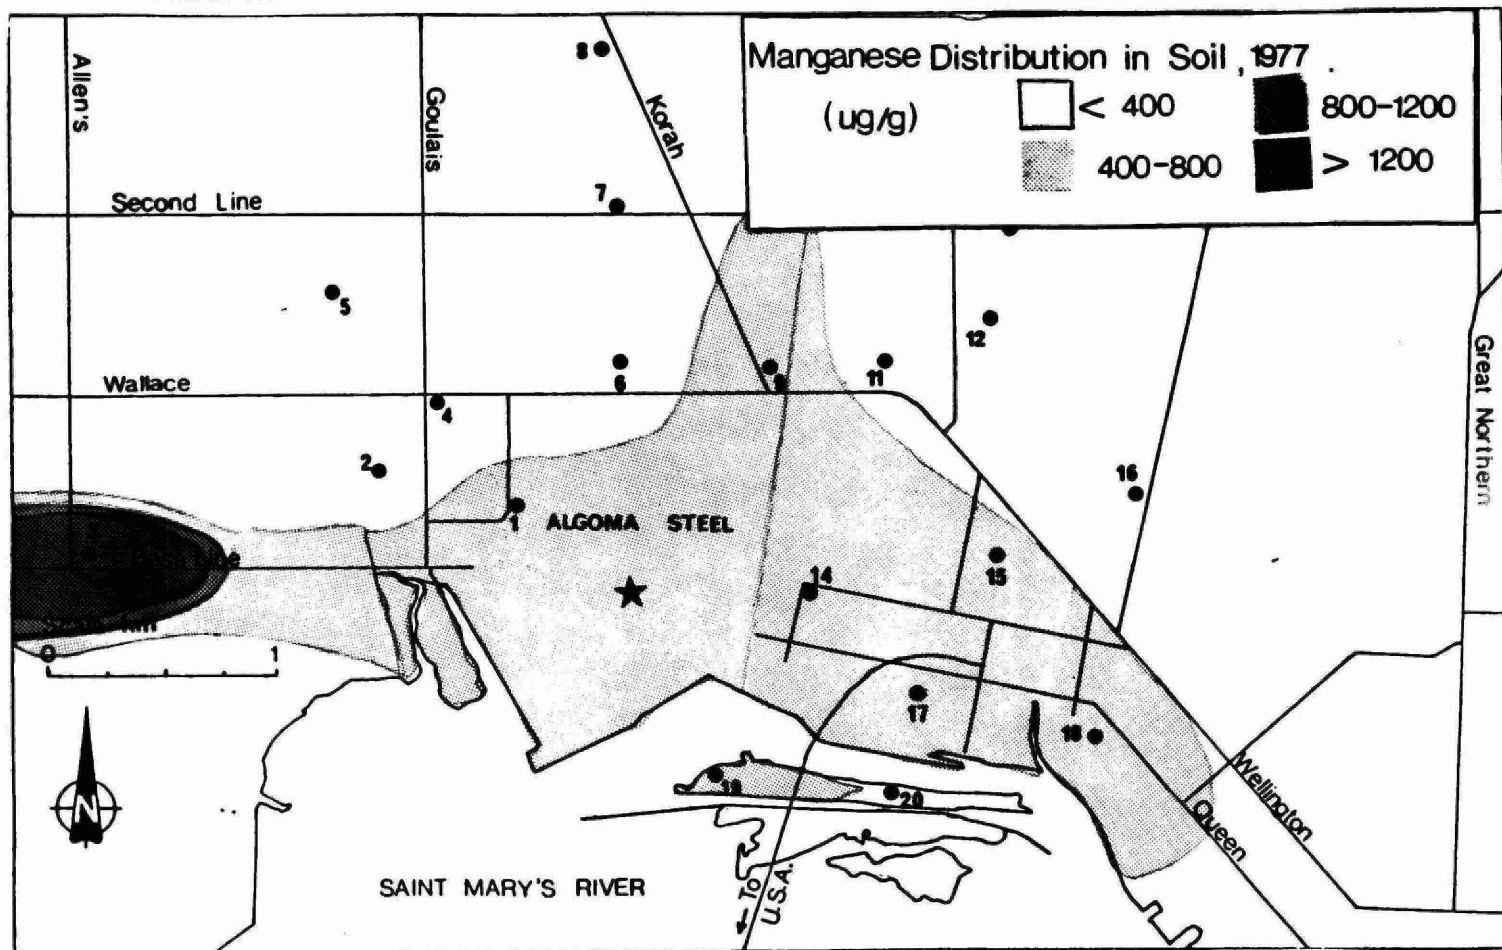 Manganese Distribution in Soil, 1977.
(ug/g)
< 400
800-1200
400-800
> 1200
Allen's
Goulais
Korah
8
Second Line
7
5
12
Great Northern
Wallace
6
9
11
4
2
16
1
ALGOMA STEEL
14
15
0
1
17
18
19
20
N
Wellington
Queen
SAINT MARY'S RIVER
← To
U.S.A.